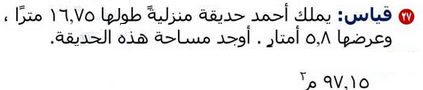 ٢٧ قياس: يملك أحمد حديقة منزليةً طولها ١٦,٧٥ مترًا ،
وعرضها ٥,٨ أمتار . أوجد مساحة هذه الحديقة.
٩٧,١٥ م٢